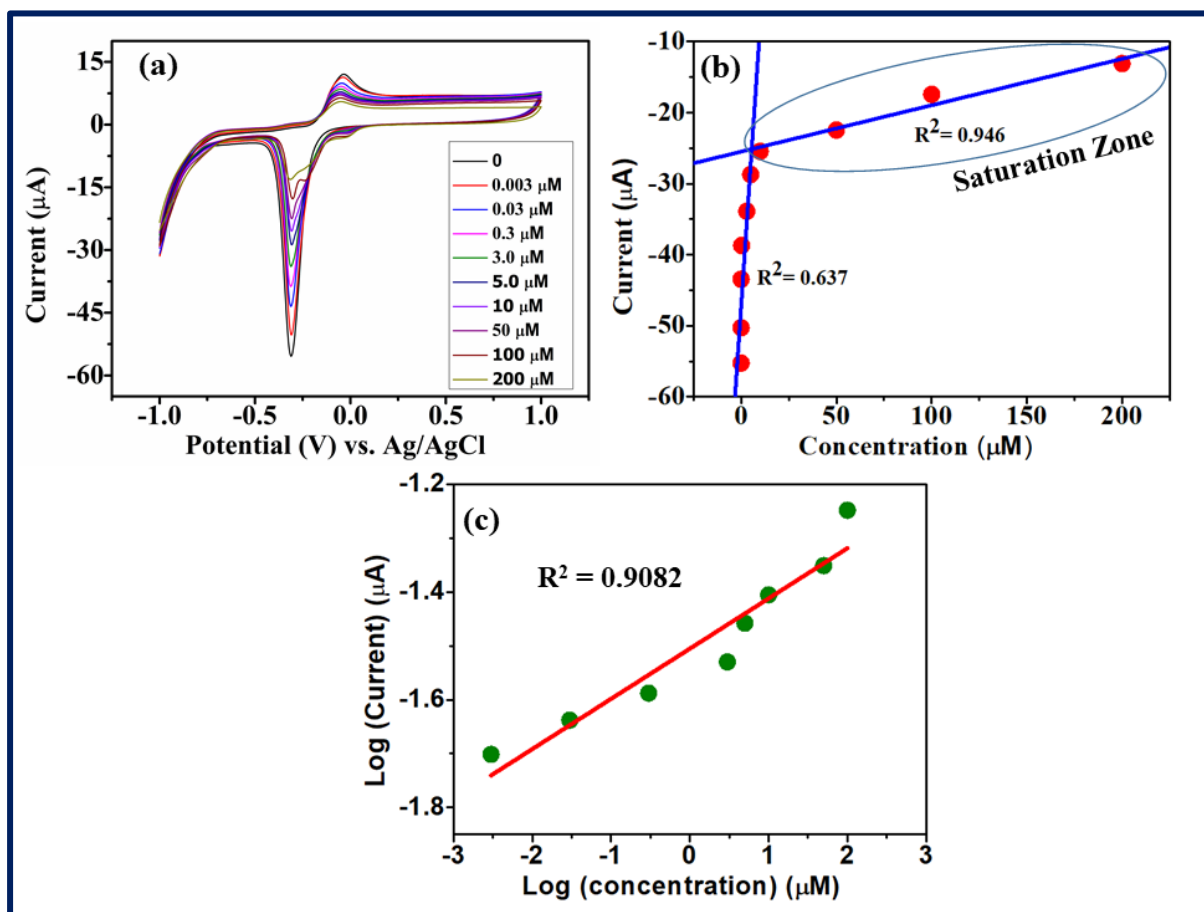 (a)
15
0
-15
-30
-45
-60
Current (μA)
-1.0
-0.5
0.0
0.5
1.0
Potential (V) vs. Ag/AgCl
0
0.003 μM
0.03 μM
0.3 μM
3.0 μM
5.0 μM
10 μM
50 μM
100 μM
200 μM
(b)
-10
-20
-30
-40
-50
-60
Current (μA)
0
50
100
150
200
Concentration (μM)
R²= 0.946
Saturation Zone
R²= 0.637
(c)
-1.2
-1.4
-1.6
-1.8
Log (Current) (μA)
R² = 0.9082
-3
-2
-1
0
1
2
3
Log (concentration) (μM)